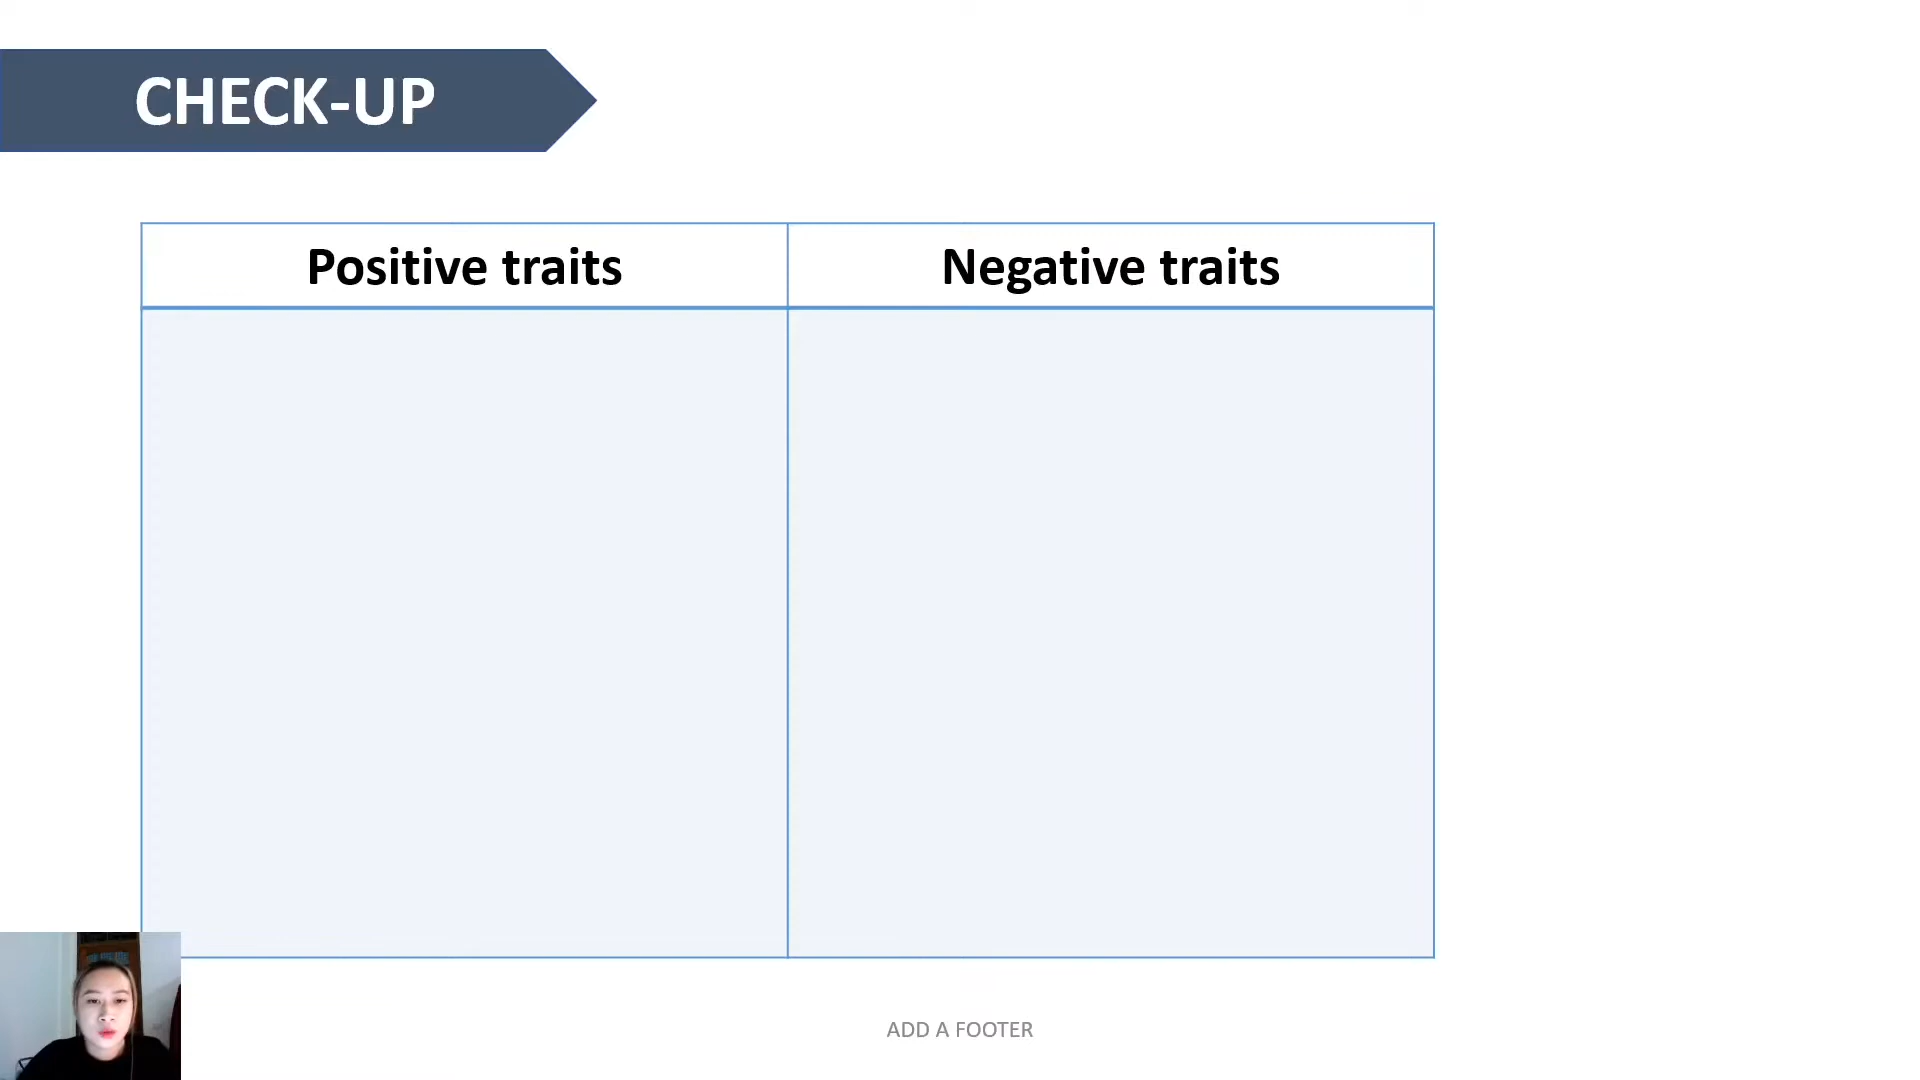 CHECK-UP
Positive traits
Negative traits
ADD A FOOTER